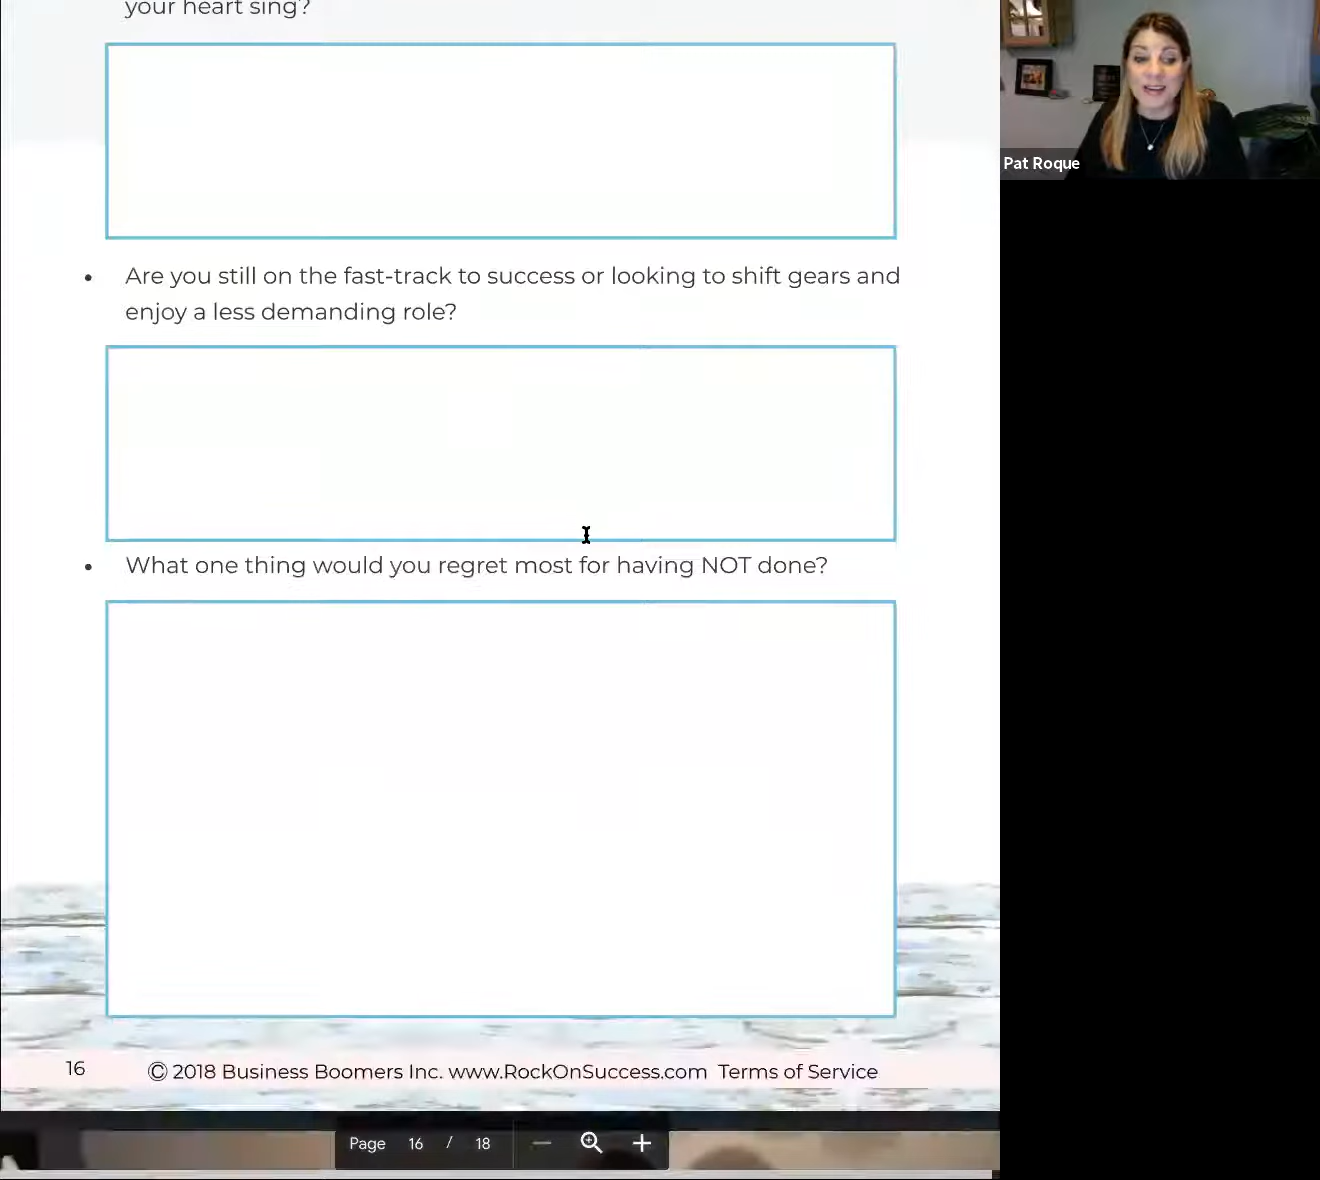 your heart sing?
Pat Roque
• Are you still on the fast-track to success or looking to shift gears and
enjoy a less demanding role?
• What one thing would you regret most for having NOT done?
16 © 2018 Business Boomers Inc. www.RockOnSuccess.com Terms of Service
Page 16 / 18